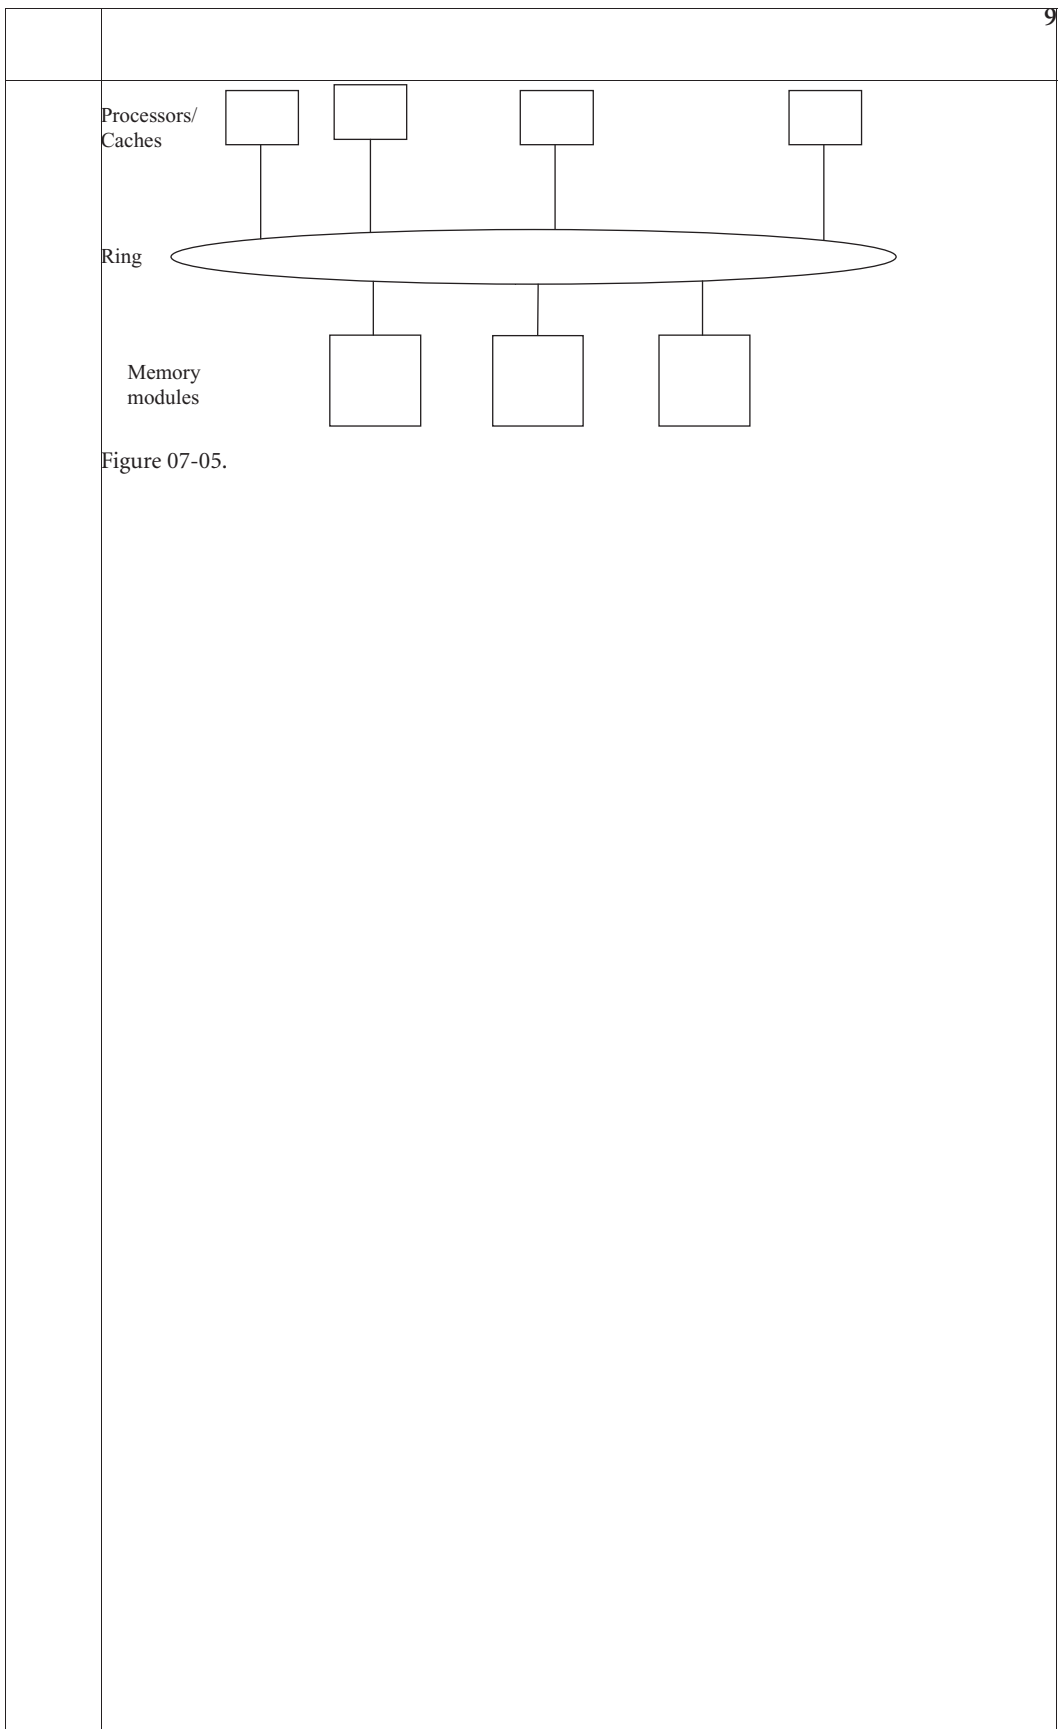 9
Processors/
Caches
Ring
Memory
modules
Figure 07-05.